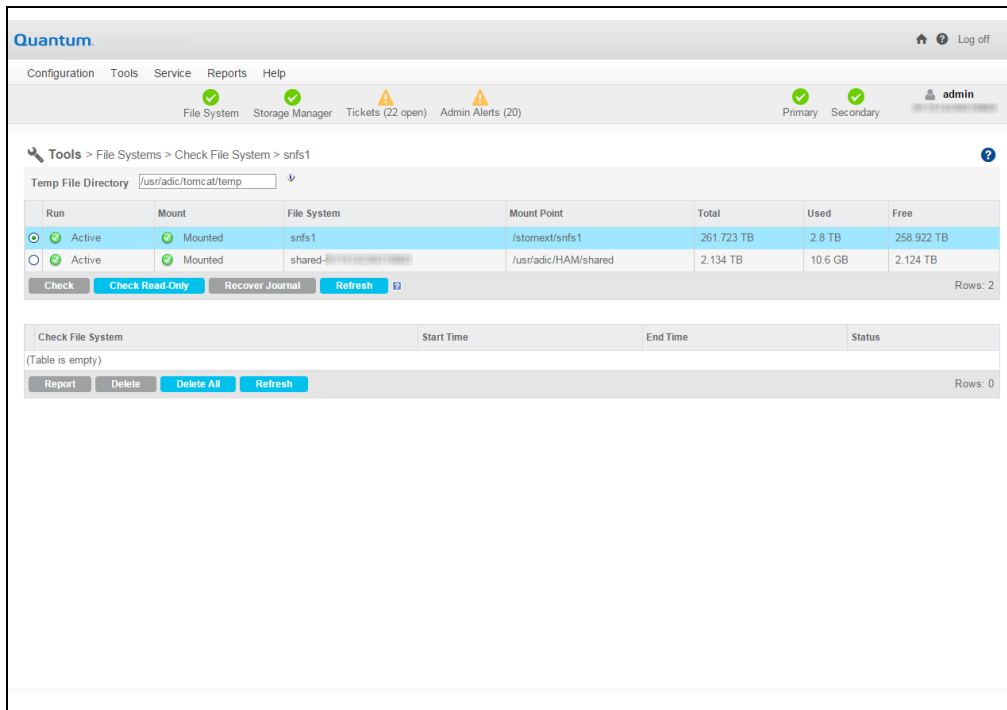 Quantum.
Log off
Configuration Tools Service Reports Help
File System Storage Manager Tickets (22 open) Admin Alerts (20) Primary Secondary admin
Tools > File Systems > Check File System > snfs1
Temp File Directory /usr/adic/tomcat/temp
Run Mount File System Mount Point Total Used Free
Active Mounted snfs1 /stornext/snfs1 261.723 TB 2.8 TB 258.922 TB
Active Mounted shared- /usr/adic/HAM/shared 2.134 TB 10.6 GB 2.124 TB
Check Check Read-Only Recover Journal Refresh Rows: 2
Check File System Start Time End Time Status
(Table is empty)
Report Delete Delete All Refresh Rows: 0